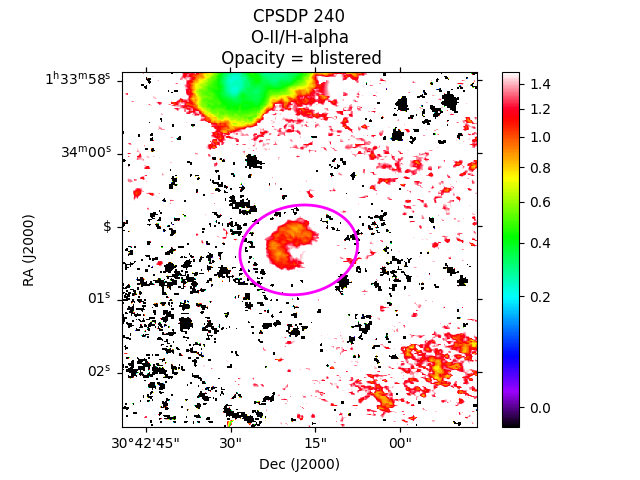 CPSDP 240
O-II/H-alpha
Opacity = blistered
1ʰ33ᵐ58ˢ
34ᵐ00ˢ
$
01ˢ
02ˢ
RA (J2000)
30°42'45" 30" 15" 00"
Dec (J2000)
1.4
1.2
1.0
0.8
0.6
0.4
0.2
0.0